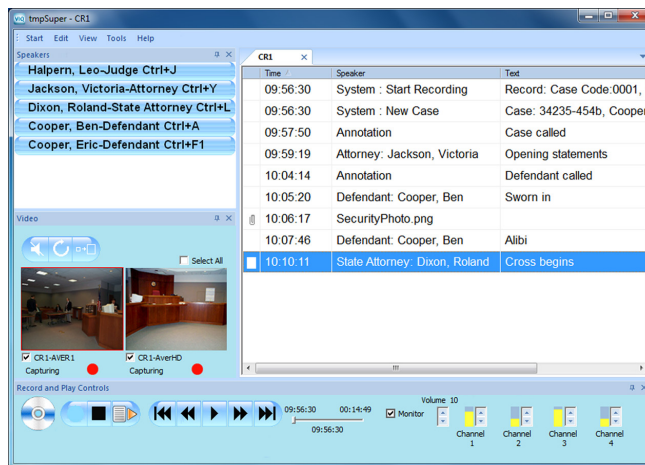 VIQ tmpSuper - CR1
Start Edit View Tools Help
Speakers
Halpern, Leo-Judge Ctrl+J
Jackson, Victoria-Attorney Ctrl+Y
Dixon, Roland-State Attorney Ctrl+L
Cooper, Ben-Defendant Ctrl+A
Cooper, Eric-Defendant Ctrl+F1
CR1
Time Speaker Text
09:56:30 System : Start Recording Record: Case Code:0001,
09:56:30 System : New Case Case: 34235-454b, Cooper
09:57:50 Annotation Case called
09:59:19 Attorney: Jackson, Victoria Opening statements
10:04:14 Annotation Defendant called
10:05:20 Defendant: Cooper, Ben Sworn in
10:06:17 SecurityPhoto.png
10:07:46 Defendant: Cooper, Ben Alibi
10:10:11 State Attorney: Dixon, Roland Cross begins
Video
Select All
CR1-AVER1 CR1-AverHD
Capturing Capturing
Record and Play Controls
09:56:30 00:14:49
09:56:30
Monitor
Volume 10
Channel 1
Channel 2
Channel 3
Channel 4